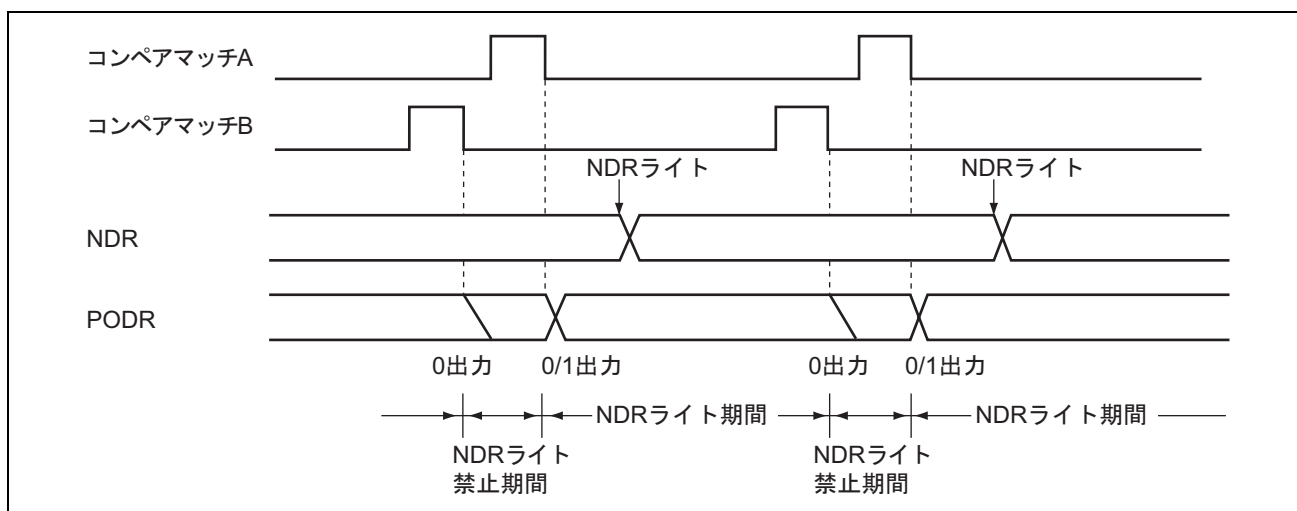 コンペアマッチA
コンペアマッチB
NDRライト NDRライト
NDR
PODR
0出力 0/1出力 0出力 0/1出力
NDRライト期間 NDRライト期間
NDRライト NDRライト
禁止期間 禁止期間